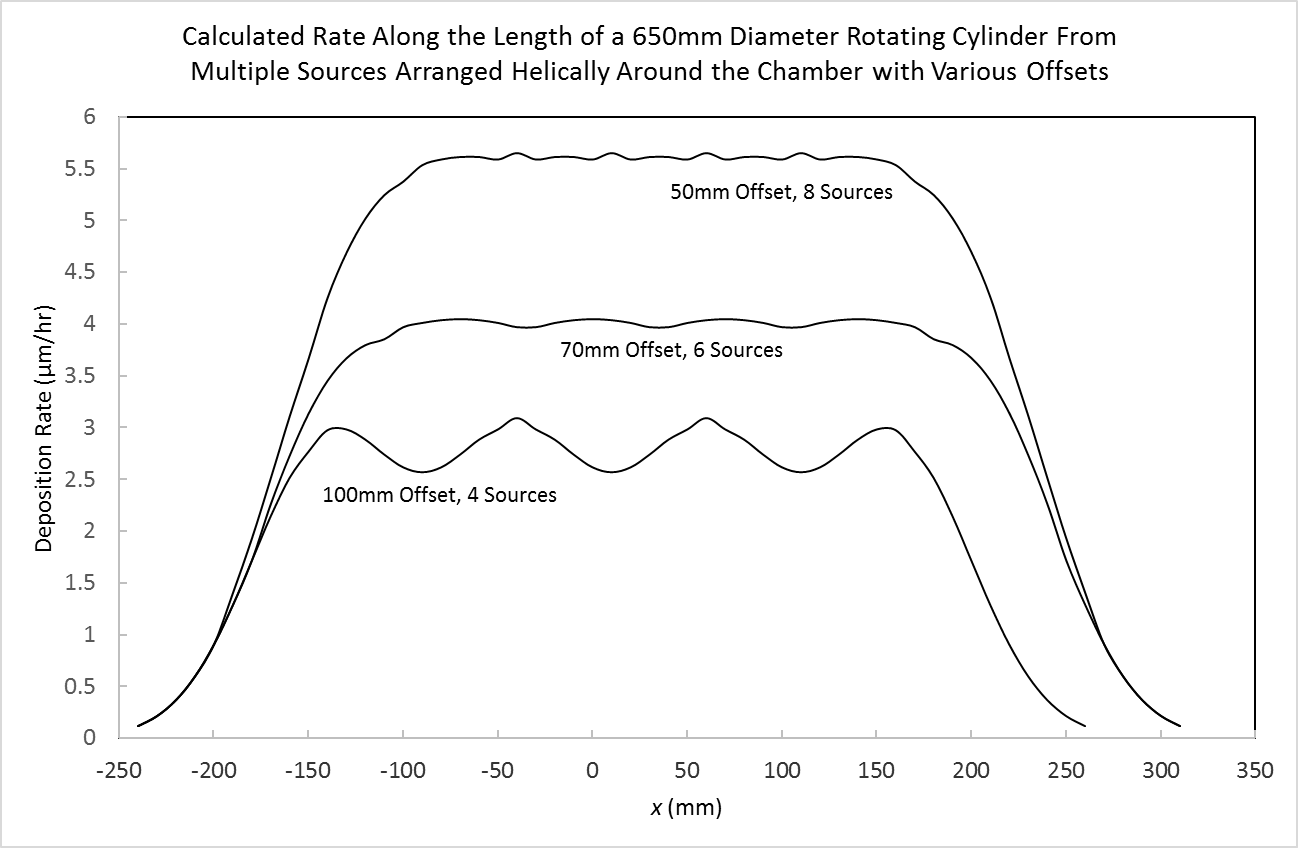 Calculated Rate Along the Length of a 650mm Diameter Rotating Cylinder From
Multiple Sources Arranged Helically Around the Chamber with Various Offsets
6
5.5
5
4.5
4
3.5
3
2.5
2
1.5
1
0.5
0
Deposition Rate (μm/hr)
50mm Offset, 8 Sources
70mm Offset, 6 Sources
100mm Offset, 4 Sources
-250 -200 -150 -100 -50 0 50 100 150 200 250 300 350
x (mm)